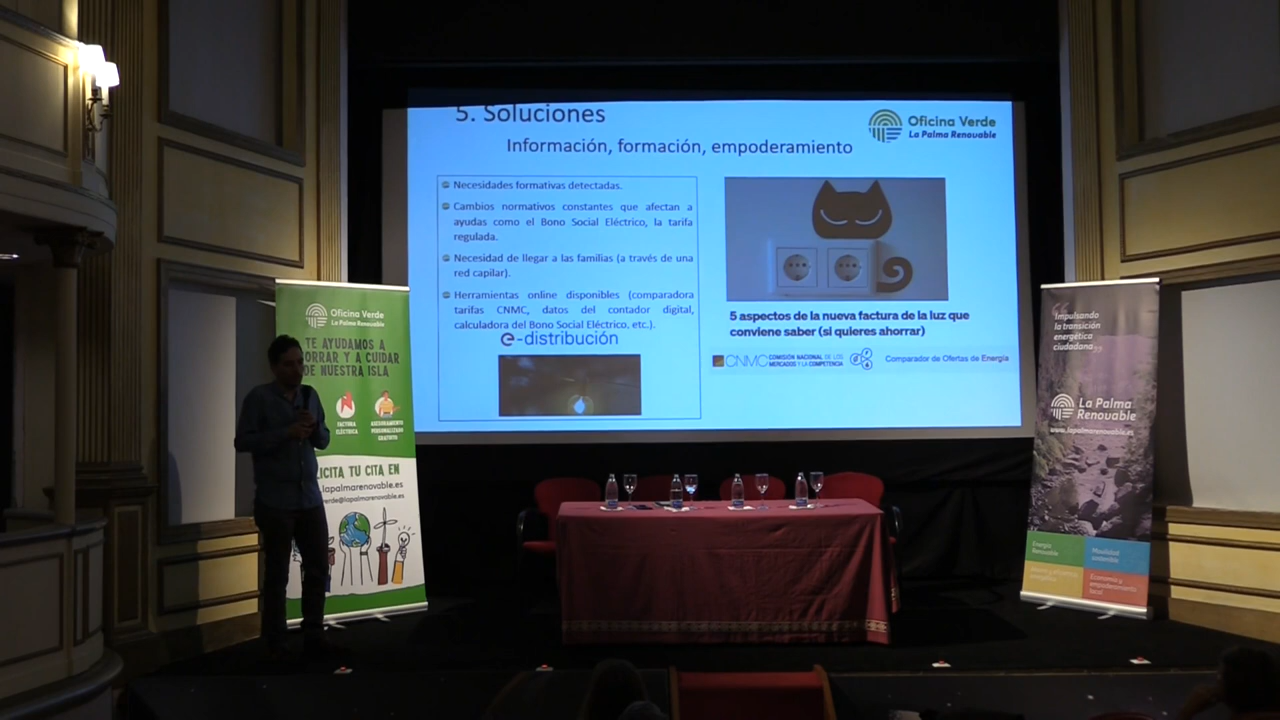 5. Soluciones
Información, formación, empoderamiento
Oficina Verde
La Palma Renovable
Necesidades formativas detectadas.
Cambios normativos constantes que afectan a
ayudas como el Bono Social Eléctrico, la tarifa
regulada.
Necesidad de llegar a las familias (a través de una
red capilar).
Herramientas online disponibles (comparadora
tarifas CNMC, datos del contador digital,
calculadora del Bono Social Eléctrico, etc.).
e-distribución
5 aspectos de la nueva factura de la luz que
conviene saber (si quieres ahorrar)
CNMC COMISIÓN NACIONAL DE LOS
MERCADOS Y LA COMPETENCIA
Comparador de Ofertas de Energía
Oficina Verde
La Palma Renovable
TE AYUDAMOS A
ORRAR Y A CUIDAR
DE NUESTRA ISLA
FACTURA
ELÉCTRICA
ASESORAMIENTO
PERSONALIZADO
GRATUITO
ICITA TU CITA EN
lapalmarenovable.es
verde@lapalmarenovable.es
Impulsando
la transición
energética
ciudadana
La Palma
Renovable
www.lapalmarenovable.es
Energía
Renovable
Movilidad
sostenible
Economía y
empoderamiento
local